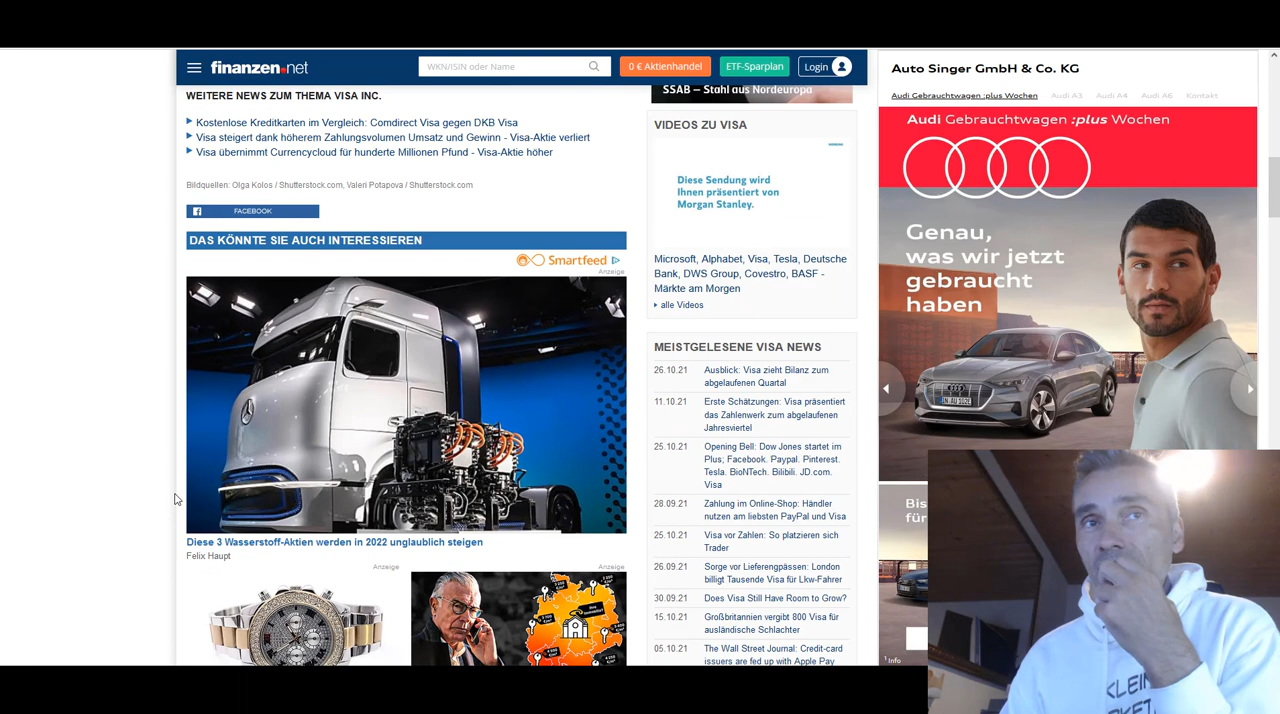 finanzen.net
WKN/ISIN oder Name
0 € Aktienhandel
ETF-Sparplan
Login
WEITERE NEWS ZUM THEMA VISA INC.
Kostenlose Kreditkarten im Vergleich: Comdirect Visa gegen DKB Visa
Visa steigert dank höherem Zahlungsvolumen Umsatz und Gewinn - Visa-Aktie verliert
Visa übernimmt Currencycloud für hunderte Millionen Pfund - Visa-Aktie höher
Bildquellen: Olga Kolos / Shutterstock.com, Valeri Potapova / Shutterstock.com
FACEBOOK
DAS KÖNNTE SIE AUCH INTERESSIEREN
Smartfeed
Anzeige
Diese 3 Wasserstoff-Aktien werden in 2022 unglaublich steigen
Felix Haupt
Anzeige
Anzeige
SSAB – Stahl aus Nordeuropa
VIDEOS ZU VISA
Diese Sendung wird
Ihnen präsentiert von
Morgan Stanley.
Microsoft, Alphabet, Visa, Tesla, Deutsche
Bank, DWS Group, Covestro, BASF -
Märkte am Morgen
alle Videos
MEISTGELESENE VISA NEWS
26.10.21 Ausblick: Visa zieht Bilanz zum
abgelaufenen Quartal
11.10.21 Erste Schätzungen: Visa präsentiert
das Zahlenwerk zum abgelaufenen
Jahresviertel
25.10.21 Opening Bell: Dow Jones startet im
Plus; Facebook. Paypal. Pinterest.
Tesla. BioNTech. Bilibili. JD.com.
Visa
28.09.21 Zahlung im Online-Shop: Händler
nutzen am liebsten PayPal und Visa
25.10.21 Visa vor Zahlen: So platzieren sich
Trader
26.09.21 Sorge vor Lieferengpässen: London
billigt Tausende Visa für Lkw-Fahrer
30.09.21 Does Visa Still Have Room to Grow?
15.10.21 Großbritannien vergibt 800 Visa für
ausländische Schlachter
05.10.21 The Wall Street Journal: Credit-card
issuers are fed up with Apple Pay
Auto Singer GmbH & Co. KG
Audi Gebrauchtwagen :plus Wochen
Audi A3
Audi A4
Audi A6
Kontakt
Audi Gebrauchtwagen :plus Wochen
Genau,
was wir jetzt
gebraucht
haben
Bis
für
1 Info
KLEIN